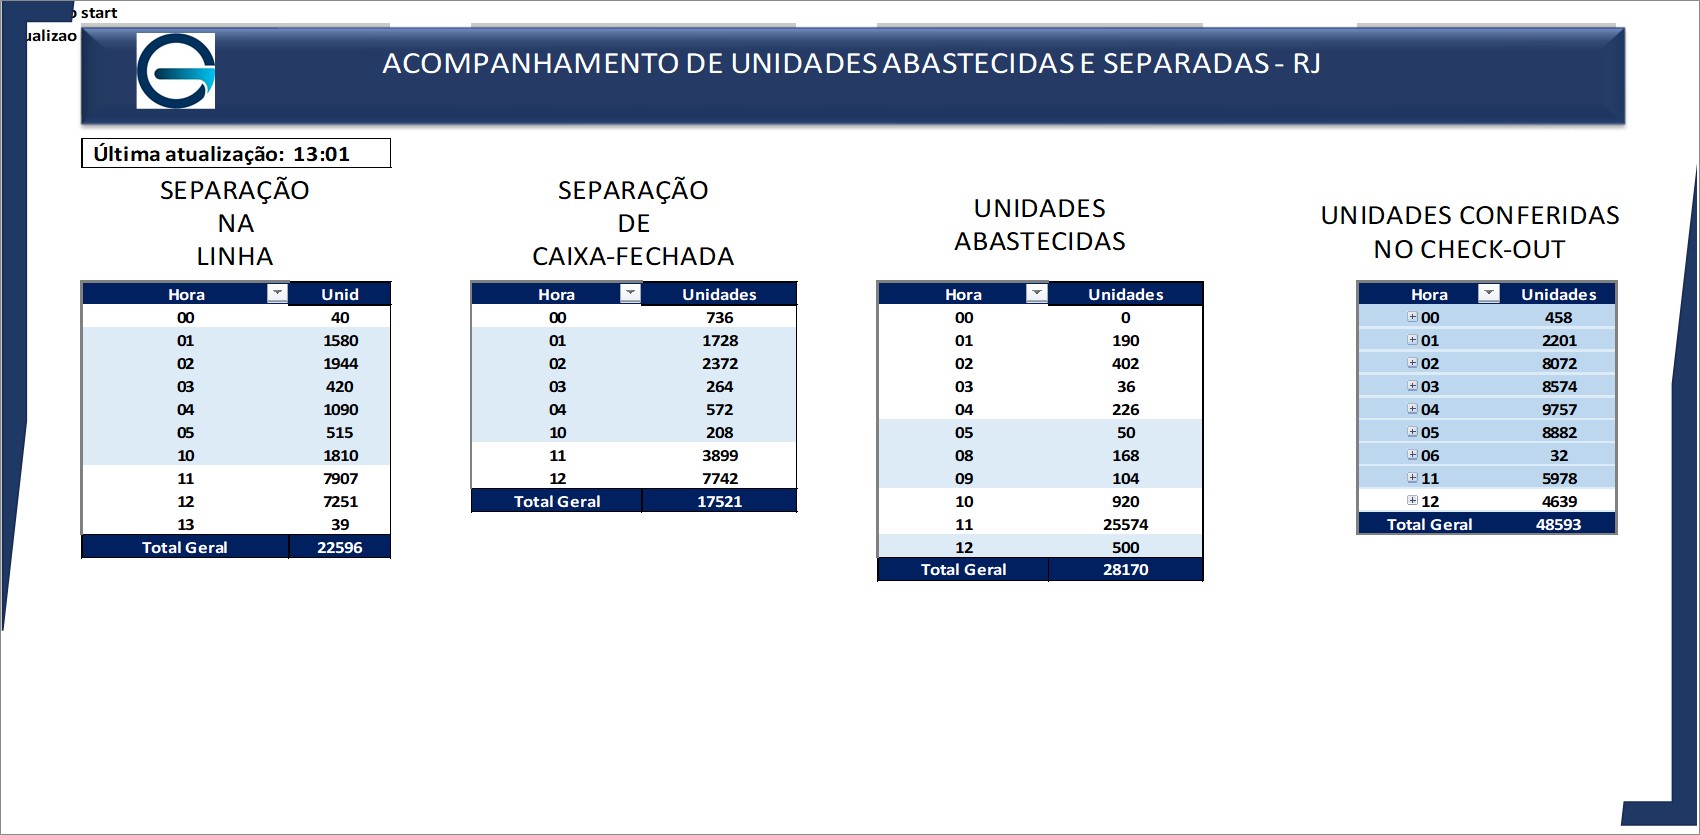 start
ualizao
ACOMPANHAMENTO DE UNIDADES ABASTECIDAS E SEPARADAS - RJ
Última atualização: 13:01
SEPARAÇÃO
NA
LINHA
Hora Unid
00 40
01 1580
02 1944
03 420
04 1090
05 515
10 1810
11 7907
12 7251
13 39
Total Geral 22596
SEPARAÇÃO
DE
CAIXA-FECHADA
Hora Unidades
00 736
01 1728
02 2372
03 264
04 572
10 208
11 3899
12 7742
Total Geral 17521
UNIDADES
ABASTECIDAS
Hora Unidades
00 0
01 190
02 402
03 36
04 226
05 50
08 168
09 104
10 920
11 25574
12 500
Total Geral 28170
UNIDADES CONFERIDAS
NO CHECK-OUT
Hora Unidades
00 458
01 2201
02 8072
03 8574
04 9757
05 8882
06 32
11 5978
12 4639
Total Geral 48593